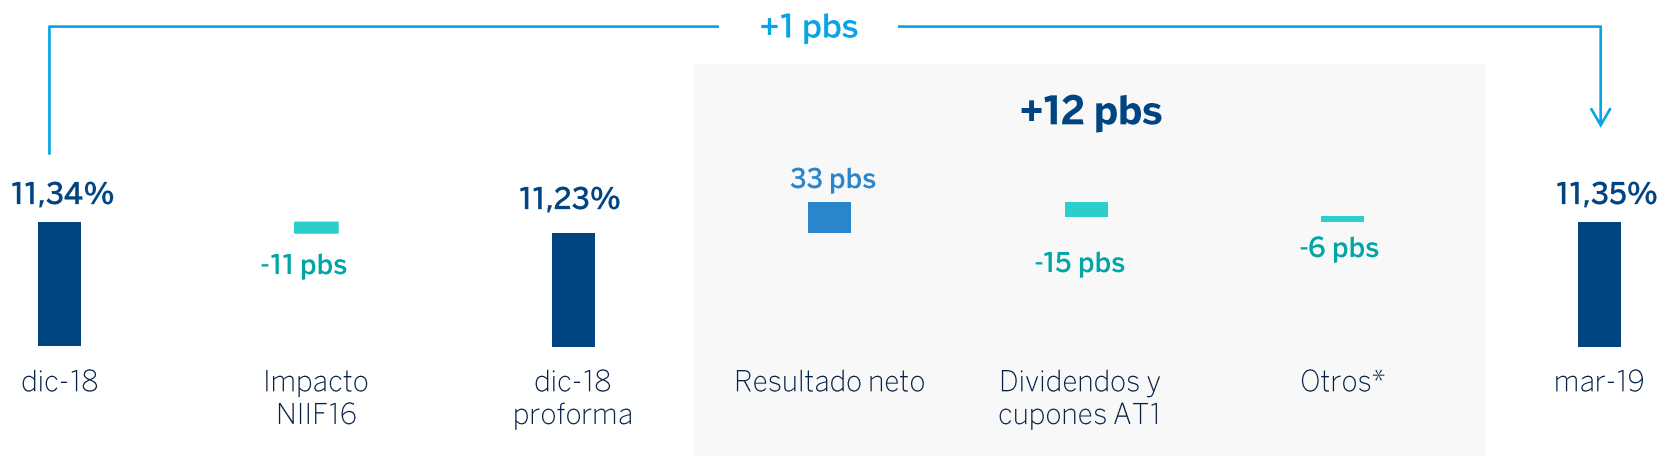 +1 pbs
+12 pbs
11,34%
11,23%
33 pbs
11,35%
-11 pbs
-15 pbs
-6 pbs
dic-18
Impacto
NIIF16
dic-18
proforma
Resultado neto
Dividendos y
cupones AT1
Otros*
mar-19